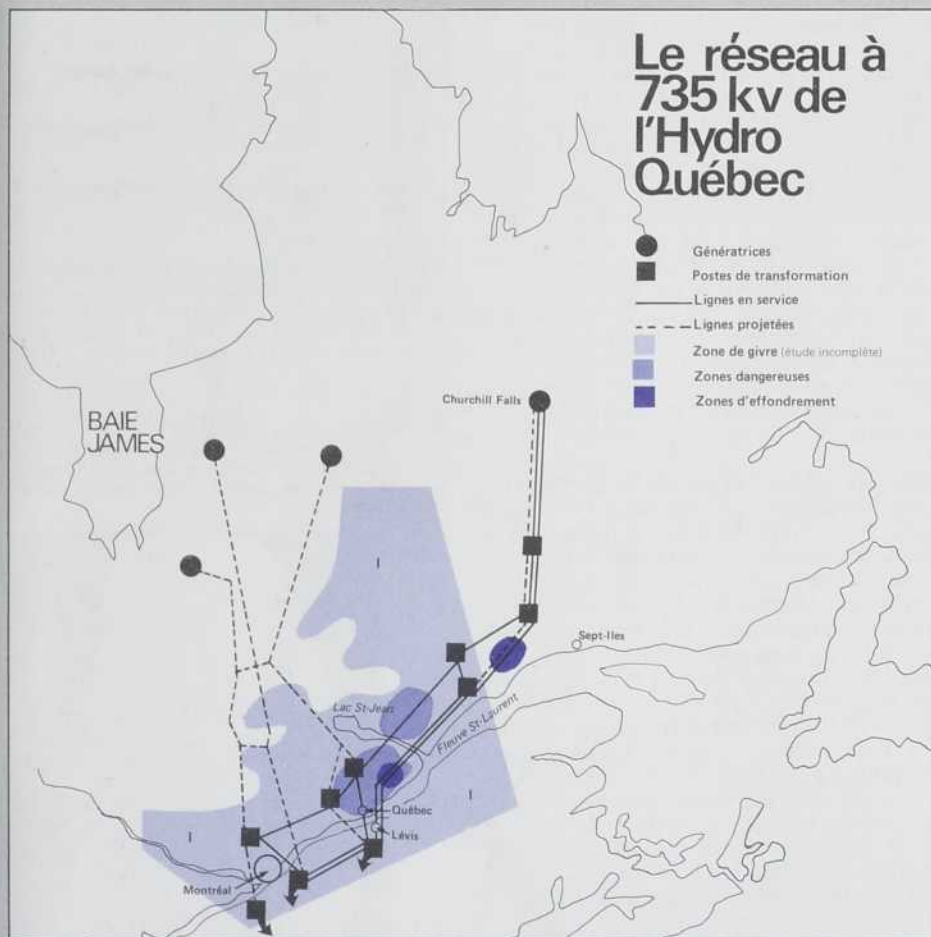 Le réseau à
735 kv de
l'Hydro
Québec
Génératrices
Postes de transformation
Lignes en service
Lignes projetées
Zone de givre (étude incomplète)
Zones dangereuses
Zones d'effondrement
BAIE
JAMES
Churchill Falls
I
Sept-Iles
Lac St-Jean
Fleuve St-Laurent
I
I
Québec
Lévis
Montréal